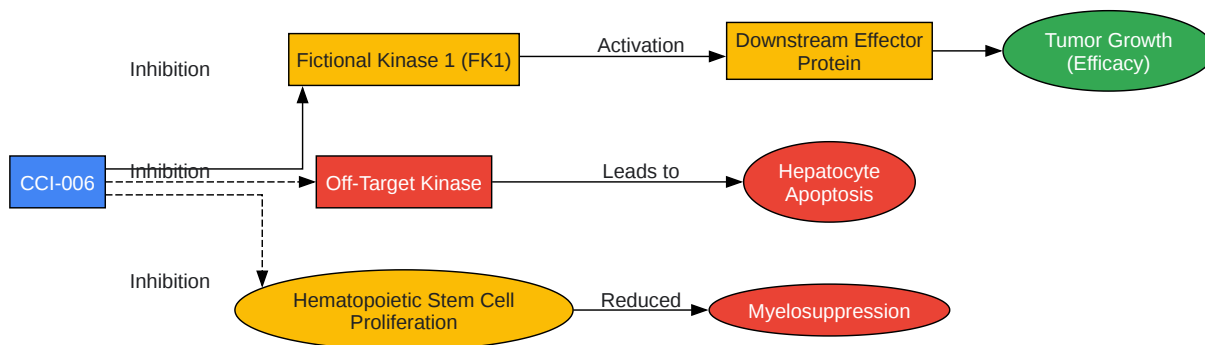 Inhibition
Fictional Kinase 1 (FK1)
Activation
Downstream Effector
Protein
Tumor Growth
(Efficacy)
CCI-006
Inhibition
Off-Target Kinase
Leads to
Hepatocyte
Apoptosis
Inhibition
Hematopoietic Stem Cell
Proliferation
Reduced
Myelosuppression